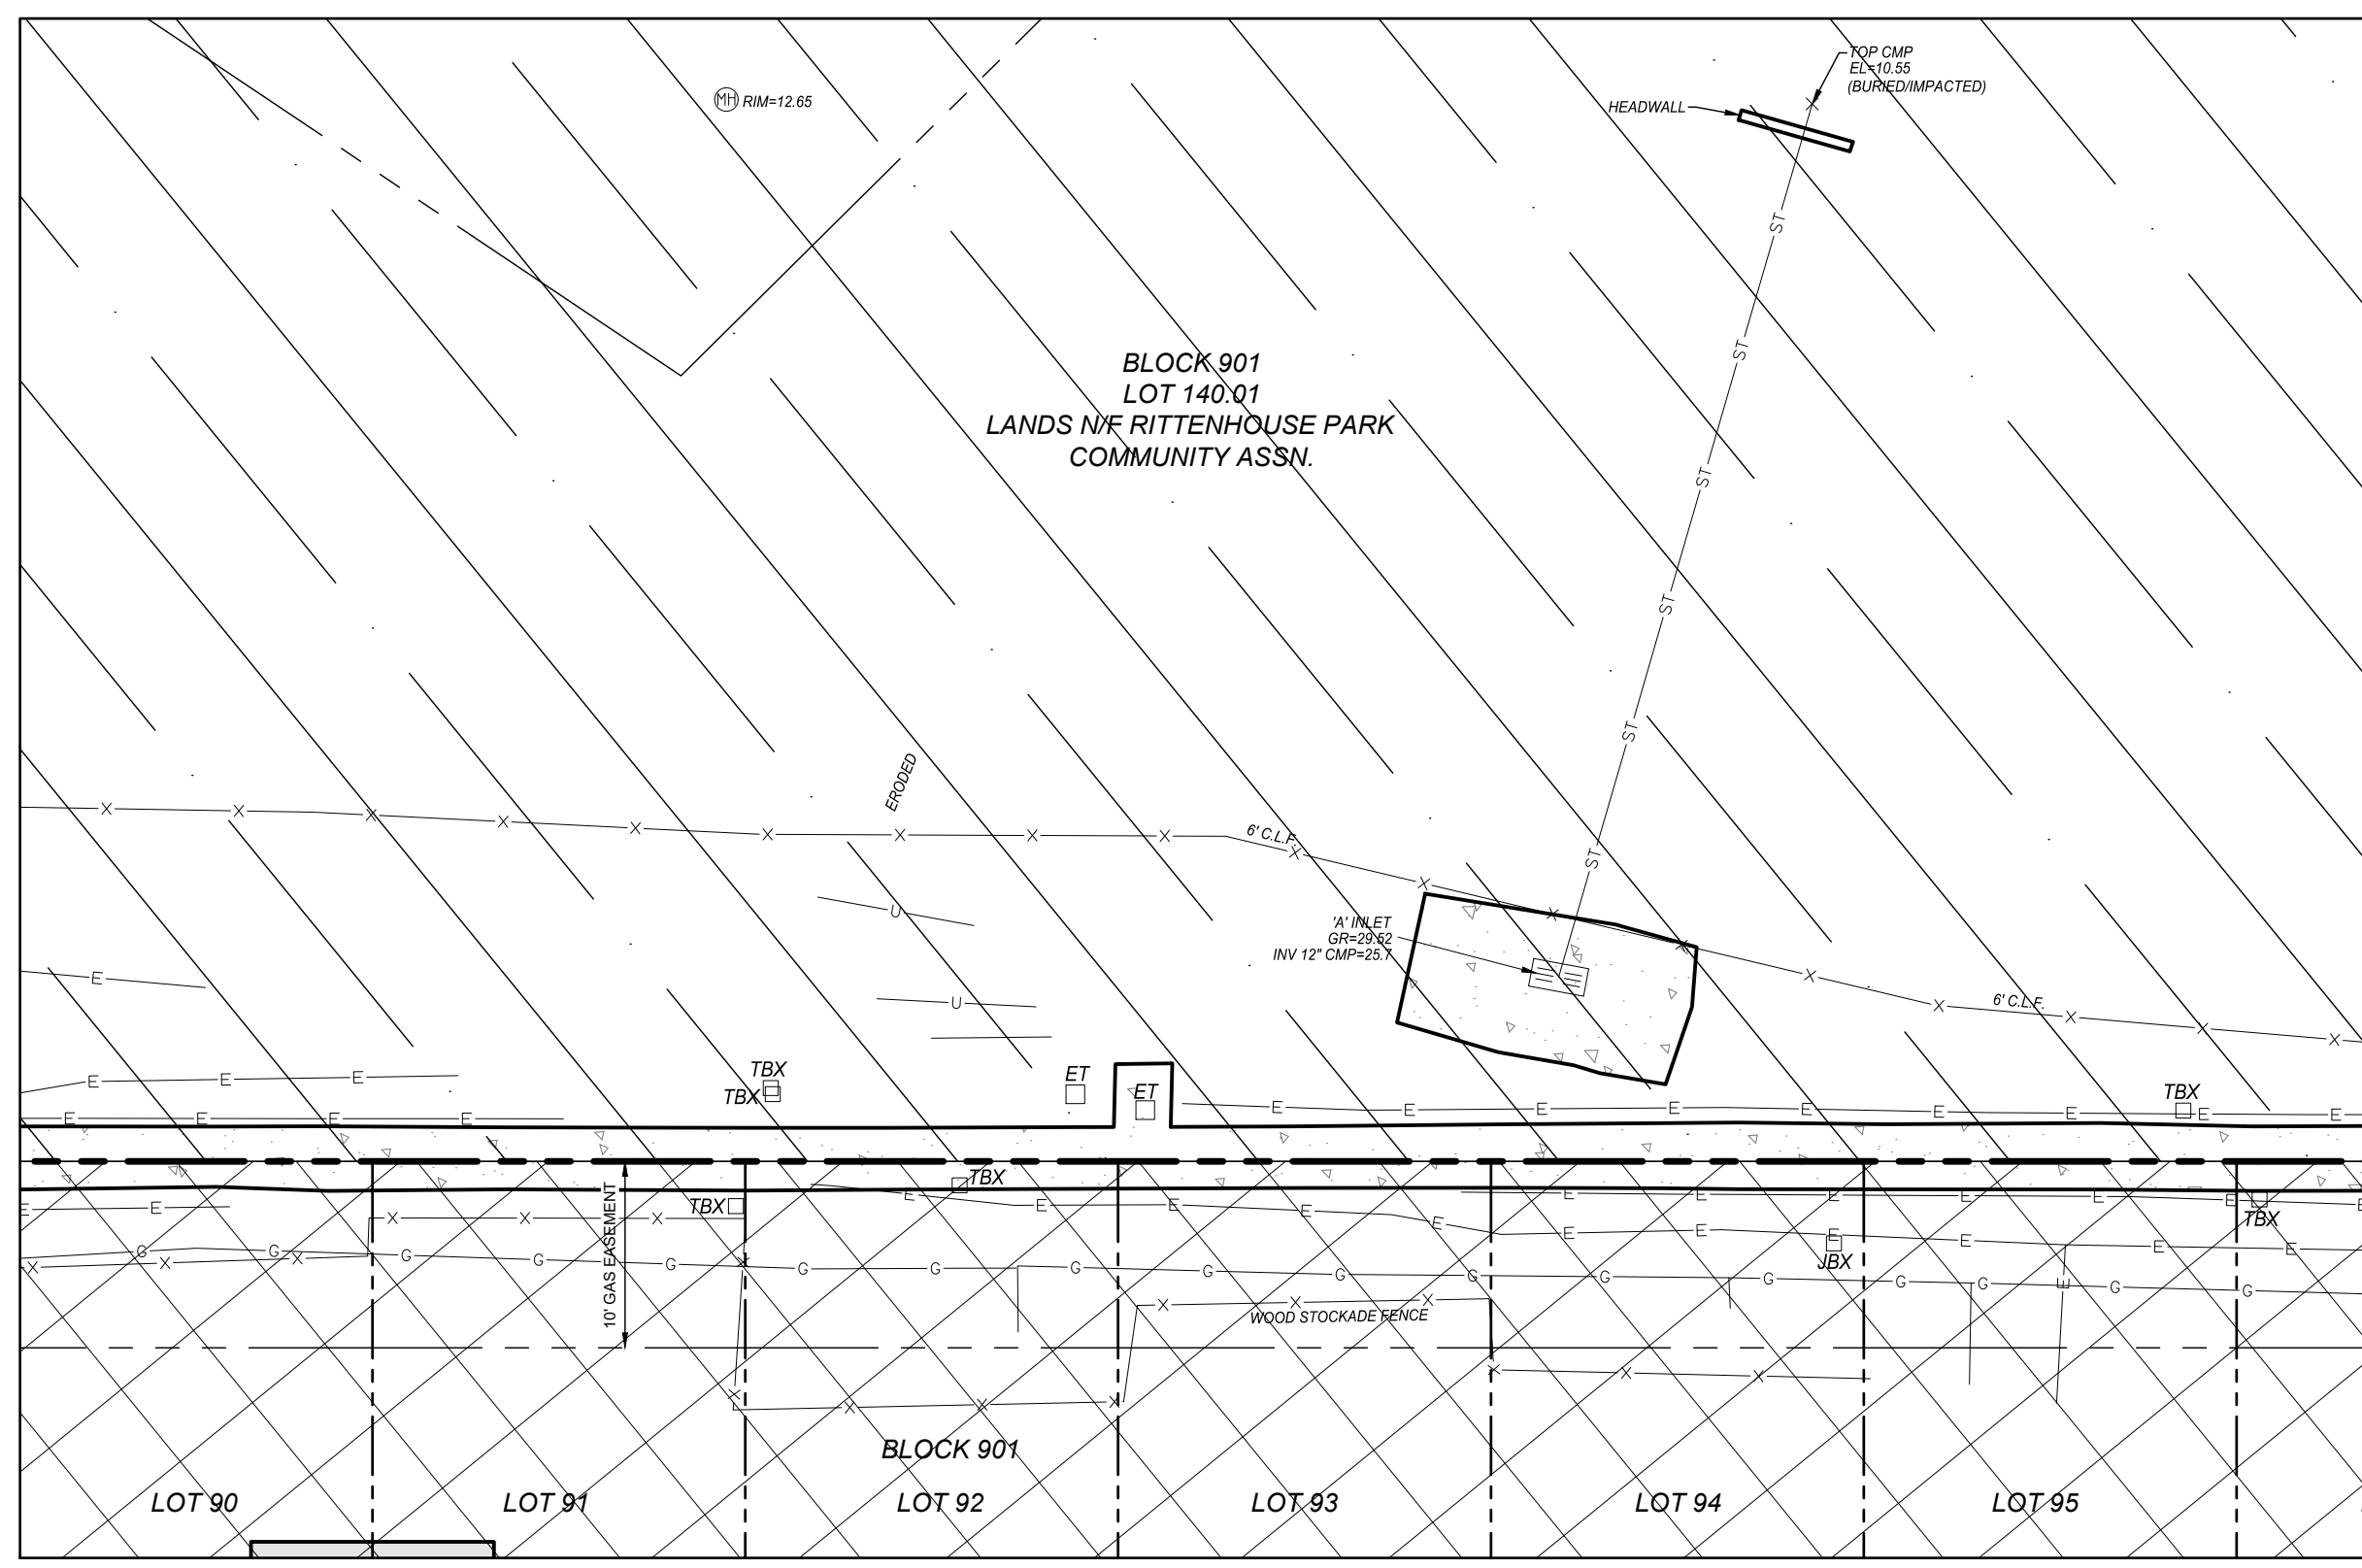 TOP CMP
EL=10.55
(BURIED/IMPACTED)
MH RIM=12.65
HEADWALL
ST
ST
BLOCK 901
LOT 140.01
LANDS N/F RITTENHOUSE PARK
COMMUNITY ASSN.
ST
ST
ST
ERODED
X X X X X X X X X
6' C.L.F.
X X X X X X X X X
ST
U
'A' INLET
GR=29.52
INV 12" CMP=25.7
E
U
6' C.L.F.
TBX
TBX
ET
ET
TBX
E E E
E E E E
E E E E E E E E E
TBX
TBX
E E
E E E E E
E E E E E E
TBX
E E E E E E
JBX
10' GAS EASEMENT
X X X
X X X
G G G G G G G G G G G G G G G G G
E
X X X
WOOD STOCKADE FENCE
X X
X X X
X X X
BLOCK 901
LOT 90
LOT 91
LOT 92
LOT 93
LOT 94
LOT 95